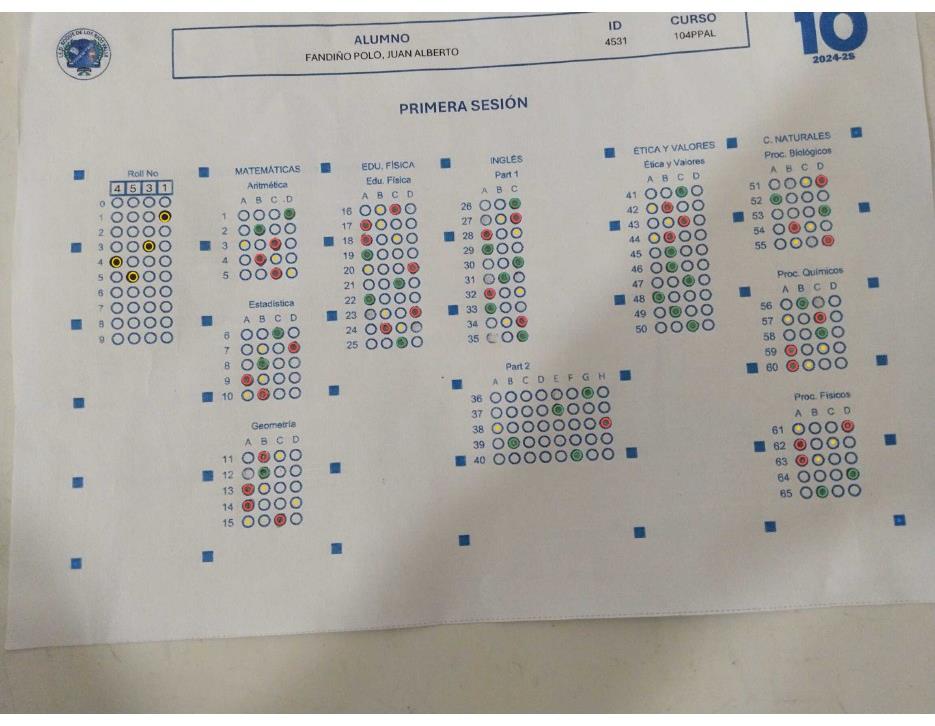 ALUMNO
FANDIÑO POLO, JUAN ALBERTO
ID
4531
CURSO
104PPAL
10
2024-2S
PRIMERA SESIÓN
Roll No
4 5 3 1
0
1
2
3
4
5
6
7
8
9
MATEMÁTICAS
Aritmética
A B C D
1
2
3
4
5
Estadística
A B C D
6
7
8
9
10
Geometría
A B C D
11
12
13
14
15
EDU. FÍSICA
Edu. Física
A B C D
16
17
18
19
20
21
22
23
24
25
INGLÉS
Part 1
A B C
26
27
28
29
30
31
32
33
34
35
Part 2
A B C D E F G H
36
37
38
39
40
ÉTICA Y VALORES
Ética y Valores
A B C D
41
42
43
44
45
46
47
48
49
50
C. NATURALES
Proc. Biológicos
A B C D
51
52
53
54
55
Proc. Químicos
A B C D
56
57
58
59
60
Proc. Físicos
A B C D
61
62
63
64
65